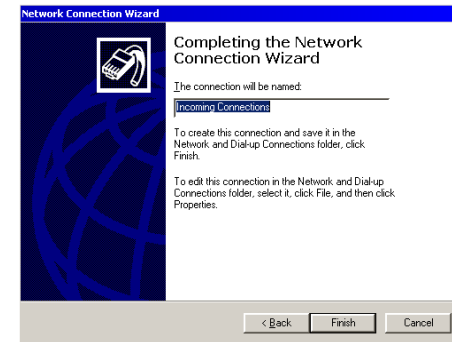 Network Connection Wizard
Completing the Network
Connection Wizard
The connection will be named:
Incoming Connections
To create this connection and save it in the
Network and Dial-up Connections folder, click
Finish.
To edit this connection in the Network and Dial-up
Connections folder, select it, click File, and then click
Properties.
< Back
Finish
Cancel